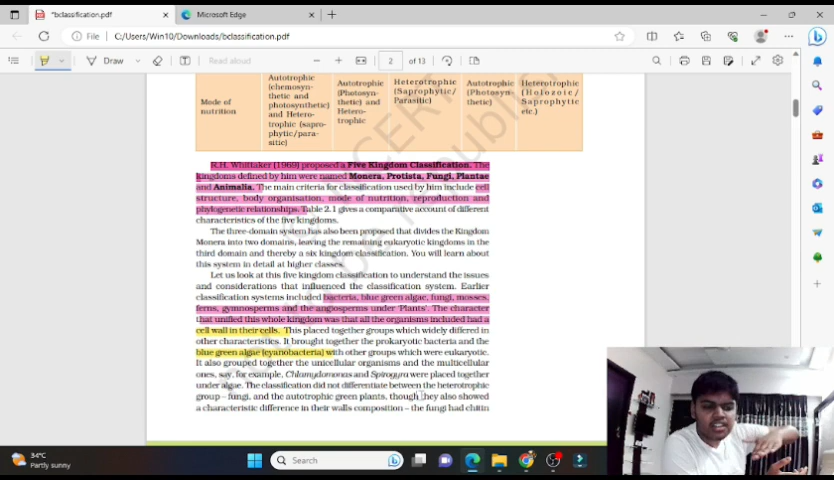 *bclassification.pdf
Microsoft Edge
File
C:/Users/Win10/Downloads/bclassification.pdf
Draw
Read aloud
2
of 13
Mode of
nutrition
Autotrophic
(chemosyn-
thetic and
photosynthetic)
and Hetero-
trophic (sapro-
phytic/para-
sitic)
Autotrophic
(Photosyn-
thetic) and
Hetero-
trophic
Heterotrophic
(Saprophytic/
Parasitic)
Autotrophic
(Photosyn-
thetic)
Heterotrophic
(Holozoic/
Saprophytic
etc.)
R.H. Whittaker (1969) proposed a Five Kingdom Classification. The
kingdoms defined by him were named Monera, Protista, Fungi, Plantae
and Animalia. The main criteria for classification used by him include cell
structure, body organisation, mode of nutrition, reproduction and
phylogenetic relationships. Table 2.1 gives a comparative account of different
characteristics of the five kingdoms.
The three-domain system has also been proposed that divides the Kingdom
Monera into two domains, leaving the remaining eukaryotic kingdoms in the
third domain and thereby a six kingdom classification. You will learn about
this system in detail at higher classes.
Let us look at this five kingdom classification to understand the issues
and considerations that influenced the classification system. Earlier
classification systems included bacteria, blue green algae, fungi, mosses,
ferns, gymnosperms and the angiosperms under 'Plants'. The character
that unified this whole kingdom was that all the organisms included had a
cell wall in their cells. This placed together groups which widely differed in
other characteristics. It brought together the prokaryotic bacteria and the
blue green algae (cyanobacteria) with other groups which were eukaryotic.
It also grouped together the unicellular organisms and the multicellular
ones, say, for example, Chlamydomonas and Spirogyra were placed together
under algae. The classification did not differentiate between the heterotrophic
group – fungi, and the autotrophic green plants, though they also showed
a characteristic difference in their walls composition – the fungi had chitin
34°C
Partly sunny
Search